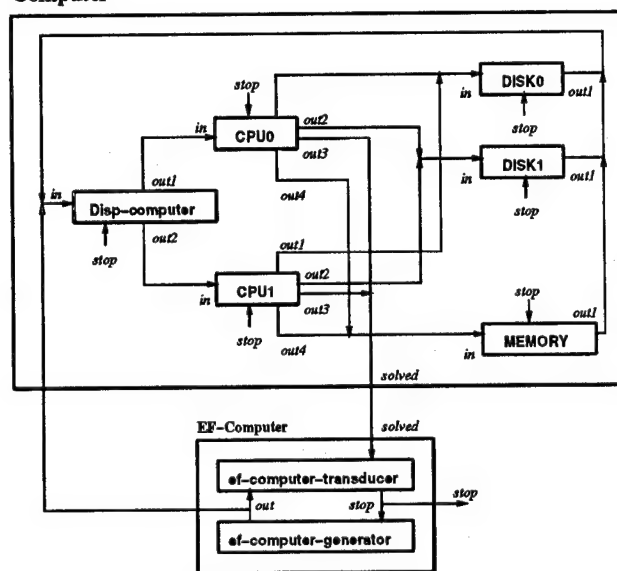 Computer
stop
DISK0
in
out1
stop
in
CPU0
out2
out3
DISK1
in
out1
stop
out4
out1
in
Disp-computer
out2
stop
out1
in
CPU1
out2
out3
stop
out4
stop
out1
MEMORY
in
solved
EF-Computer
solved
ef-computer-transducer
out
stop
stop
ef-computer-generator